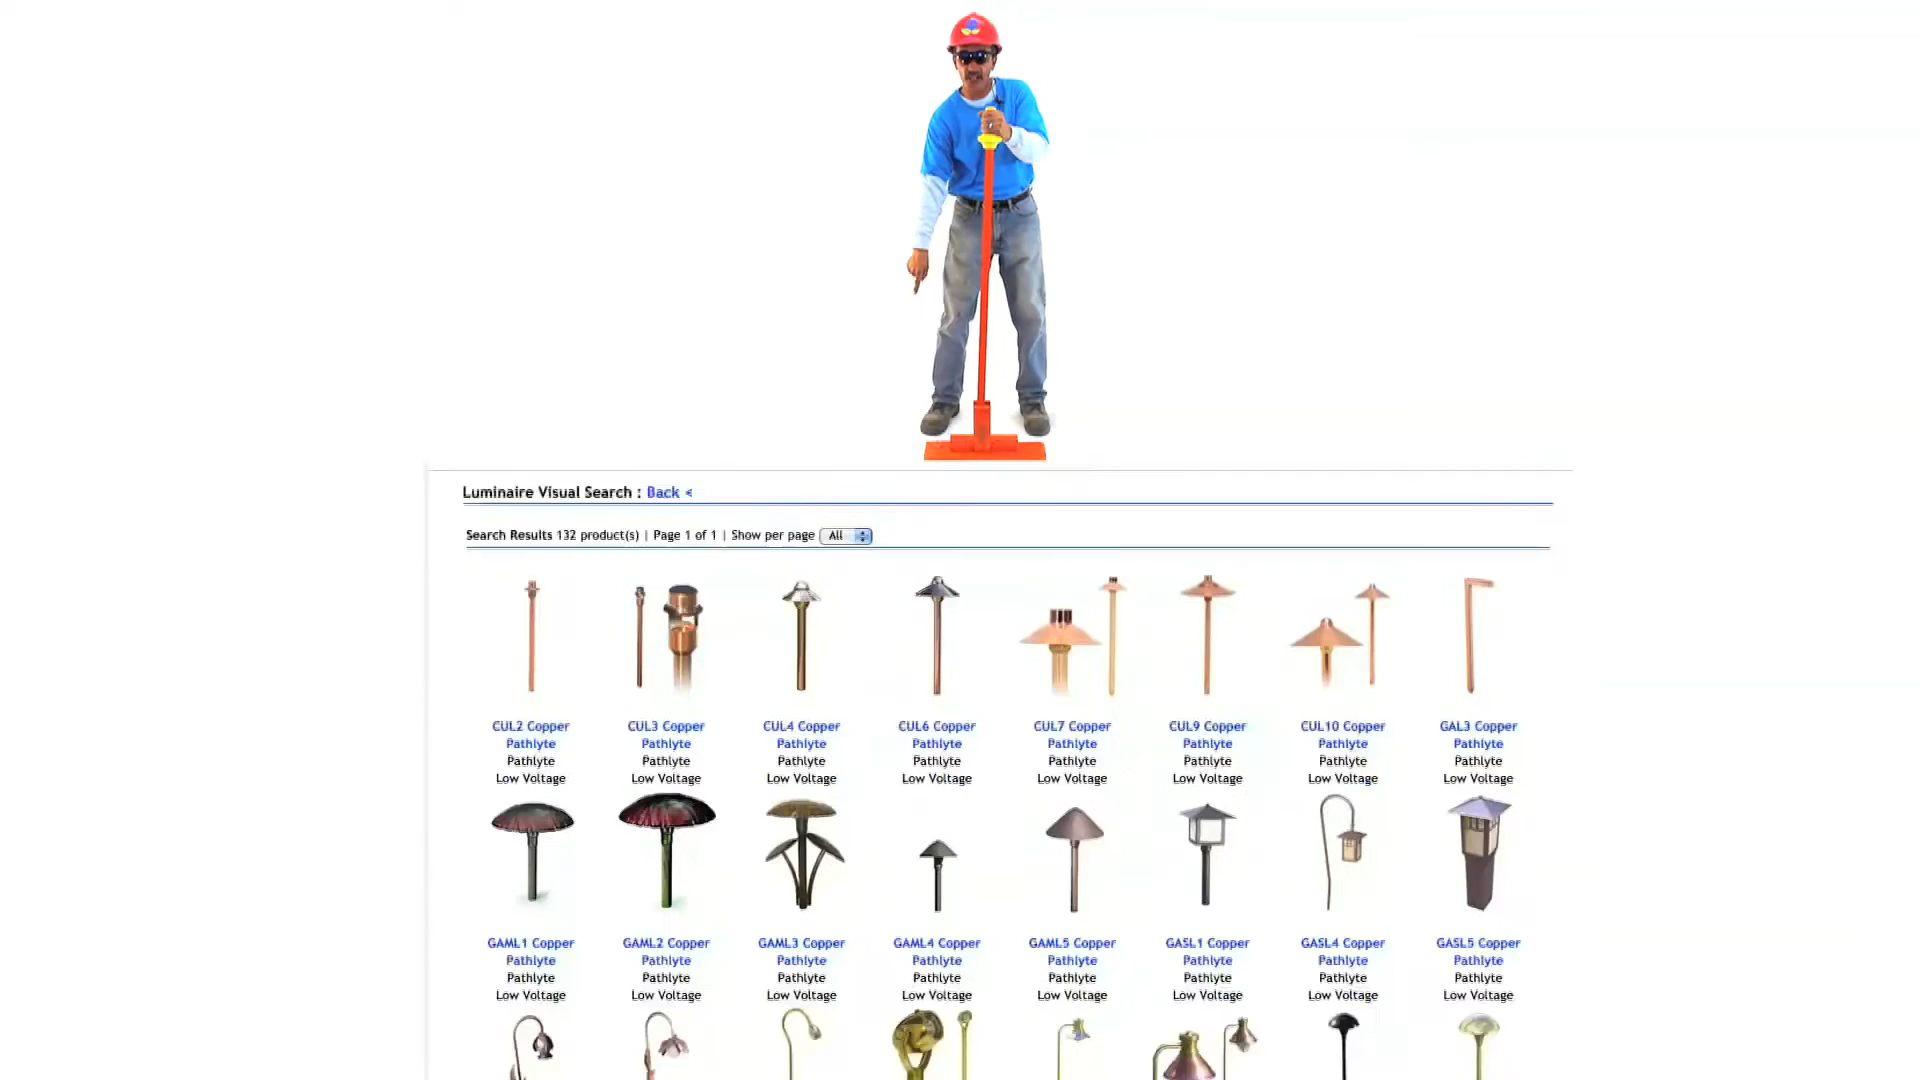 Luminaire Visual Search : Back <
Search Results 132 product(s) | Page 1 of 1 | Show per page All
CUL2 Copper Pathlyte
Pathlyte
Low Voltage
CUL3 Copper Pathlyte
Pathlyte
Low Voltage
CUL4 Copper Pathlyte
Pathlyte
Low Voltage
CUL6 Copper Pathlyte
Pathlyte
Low Voltage
CUL7 Copper Pathlyte
Pathlyte
Low Voltage
CUL9 Copper Pathlyte
Pathlyte
Low Voltage
CUL10 Copper Pathlyte
Pathlyte
Low Voltage
GAL3 Copper Pathlyte
Pathlyte
Low Voltage
GAML1 Copper Pathlyte
Pathlyte
Low Voltage
GAML2 Copper Pathlyte
Pathlyte
Low Voltage
GAML3 Copper Pathlyte
Pathlyte
Low Voltage
GAML4 Copper Pathlyte
Pathlyte
Low Voltage
GAML5 Copper Pathlyte
Pathlyte
Low Voltage
GASL1 Copper Pathlyte
Pathlyte
Low Voltage
GASL4 Copper Pathlyte
Pathlyte
Low Voltage
GASL5 Copper Pathlyte
Pathlyte
Low Voltage